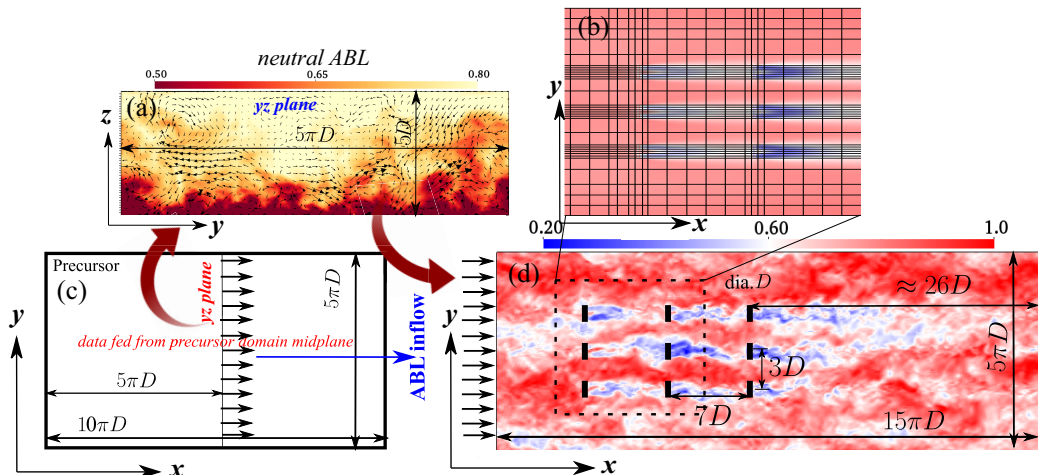 neutral ABL
0.50 0.65 0.80
(a)
yz plane
5πD
5D
z
y
(b)
y
x
0.20 0.60 1.0
Precursor
(c)
yz plane
5πD
data fed from precursor domain midplane
5πD
10πD
y
x
ABL inflow
(d)
dia. D
≈ 26D
3D
7D
5πD
15πD
y
x